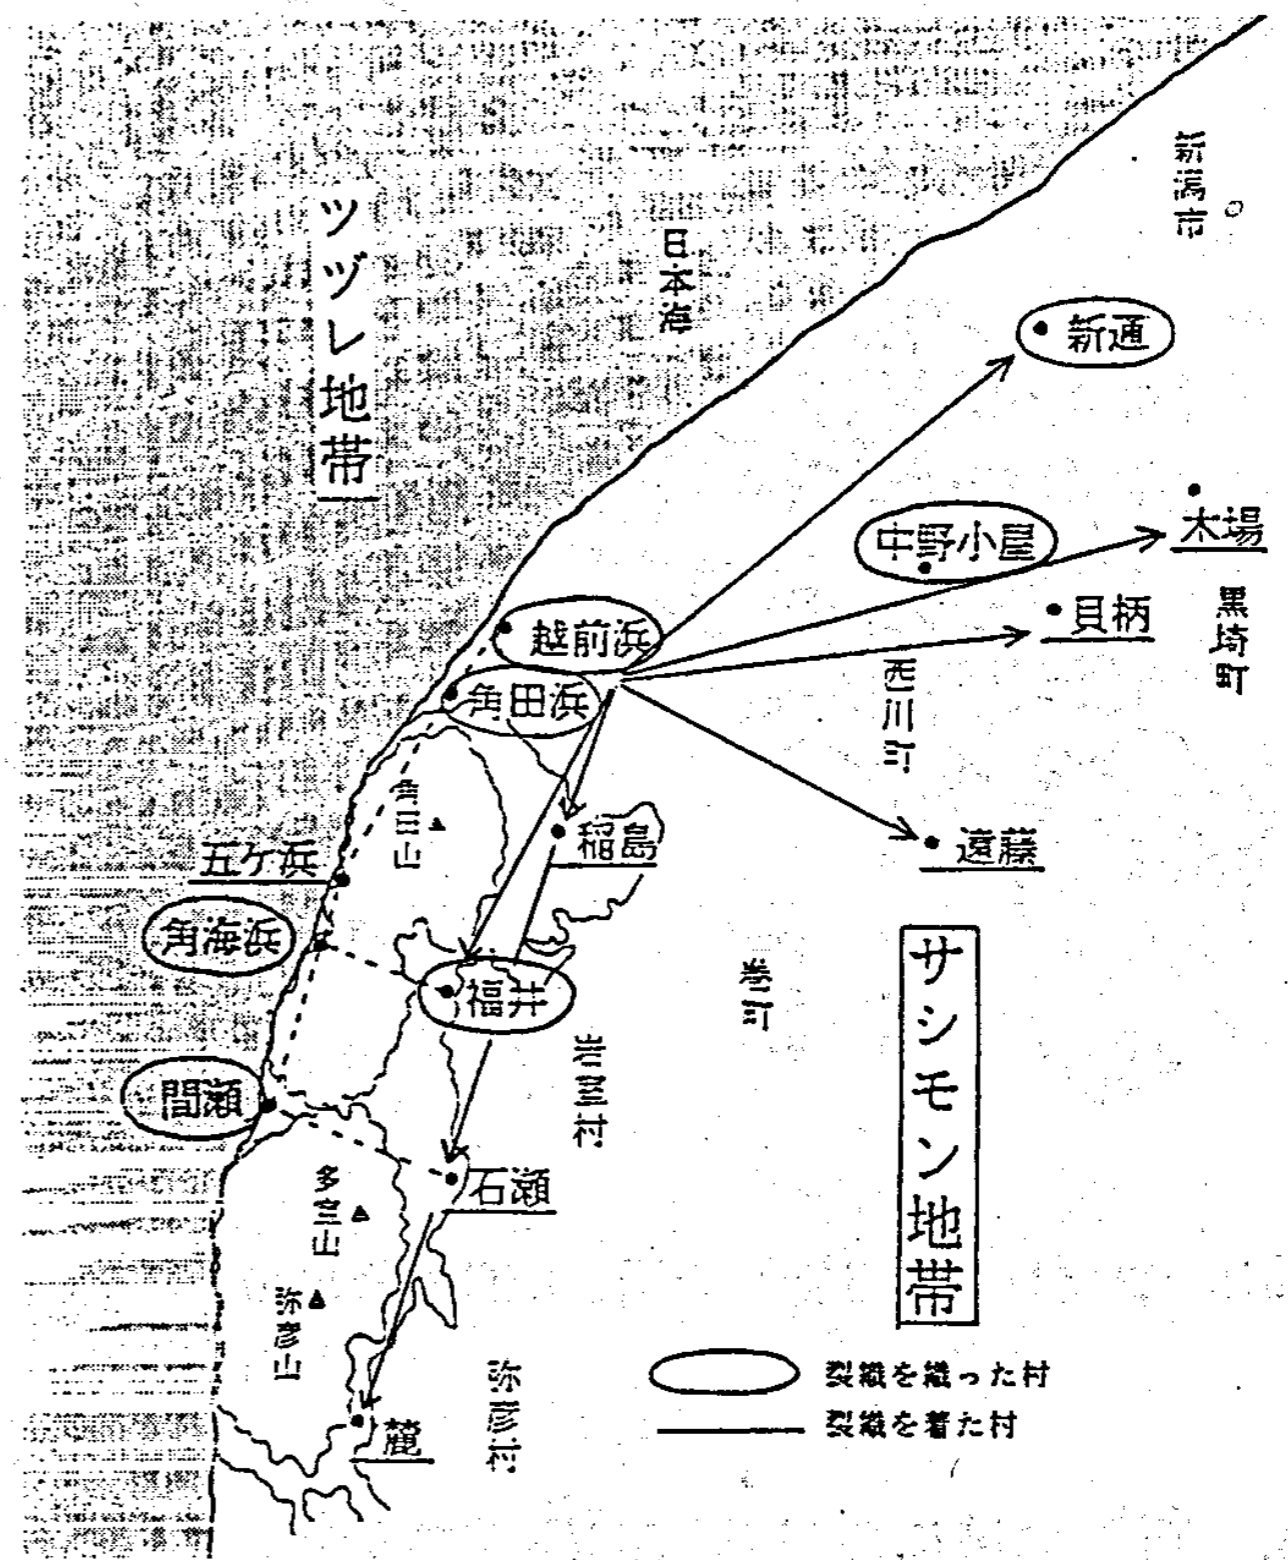 新潟市
日本海
ツヅレ地帯
新通
中野小屋
木場
貝柄
黒埼町
越前浜
角田浜
西川町
角田山
稲島
遠藤
五ケ浜
角海浜
福井
巻町
サシモン地帯
岩室村
間瀬
石瀬
多宝山
弥彦山
弥彦村
麓
裂織を織った村
裂織を着た村